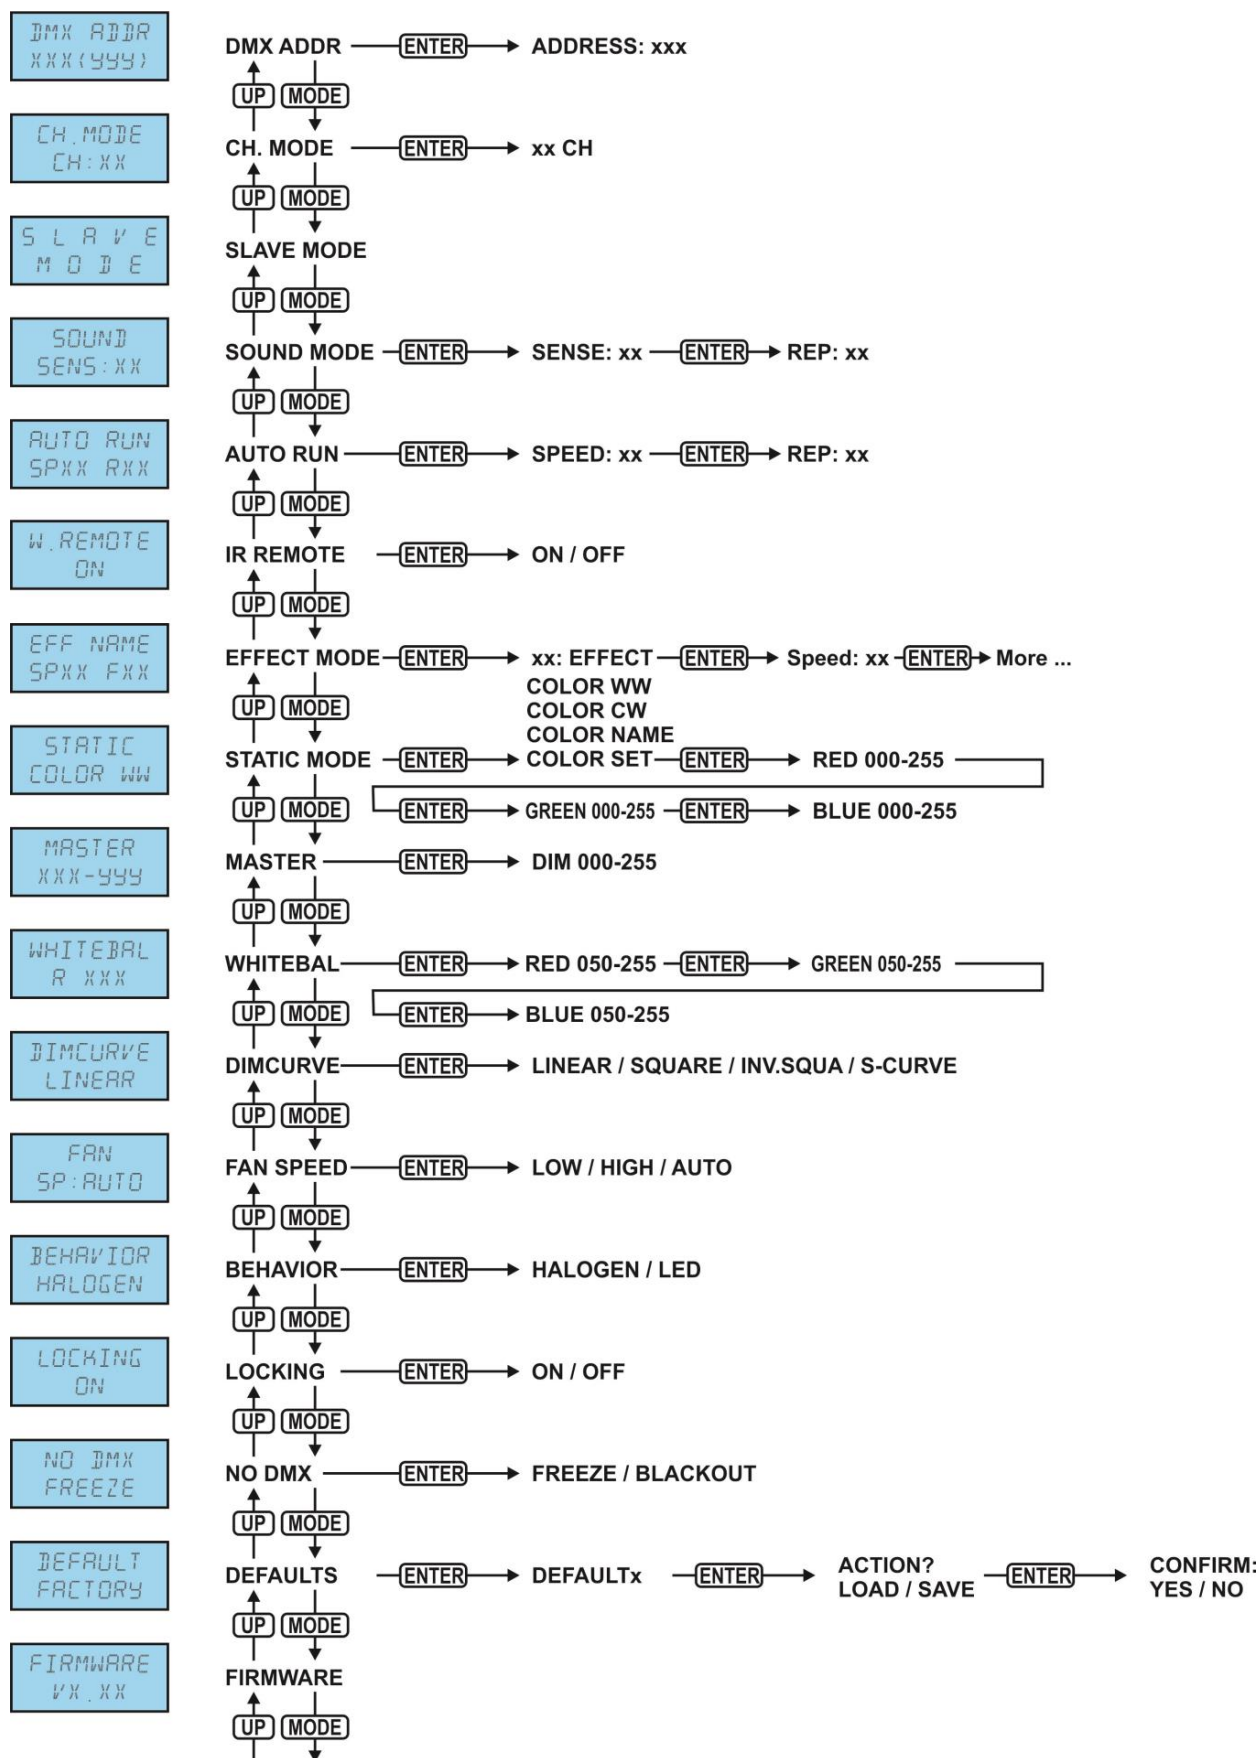 DMX ADDR
XXX(YYY)
DMX ADDR ENTER ADDRESS: xxx
UP MODE
CH.MODE
CH:XX
CH. MODE ENTER xx CH
UP MODE
SLAVE
MODE
SLAVE MODE
UP MODE
SOUND
SENS:XX
SOUND MODE ENTER SENSE: xx ENTER REP: xx
UP MODE
AUTO RUN
SPXX RXX
AUTO RUN ENTER SPEED: xx ENTER REP: xx
UP MODE
W.REMOTE
ON
IR REMOTE ENTER ON / OFF
UP MODE
EFF NAME
SPXX FXX
EFFECT MODE ENTER xx: EFFECT ENTER Speed: xx ENTER More ...
UP MODE
COLOR WW
COLOR CW
COLOR NAME
STATIC
COLOR WW
STATIC MODE ENTER COLOR SET ENTER RED 000-255
UP MODE ENTER GREEN 000-255 ENTER BLUE 000-255
MASTER
XXX-YYY
MASTER ENTER DIM 000-255
UP MODE
WHITEBAL
R XXX
WHITEBAL ENTER RED 050-255 ENTER GREEN 050-255
UP MODE ENTER BLUE 050-255
DIMCURVE
LINEAR
DIMCURVE ENTER LINEAR / SQUARE / INV.SQUA / S-CURVE
UP MODE
FAN
SP:AUTO
FAN SPEED ENTER LOW / HIGH / AUTO
UP MODE
BEHAVIOR
HALOGEN
BEHAVIOR ENTER HALOGEN / LED
UP MODE
LOCKING
ON
LOCKING ENTER ON / OFF
UP MODE
NO DMX
FREEZE
NO DMX ENTER FREEZE / BLACKOUT
UP MODE
DEFAULT
FACTORY
DEFAULTS ENTER DEFAULTx ENTER ACTION? LOAD / SAVE ENTER CONFIRM: YES / NO
UP MODE
FIRMWARE
VX.XX
FIRMWARE
UP MODE